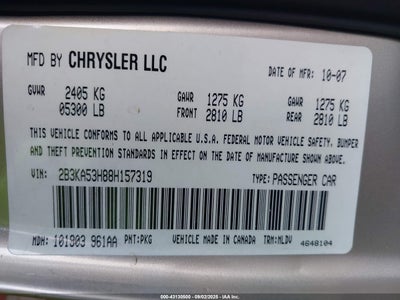 MFD BY CHRYSLER LLC
DATE OF MFR 10-07
GVWR 2405 KG GAWR 1275 KG GAWR 1275 KG
05300 LB FRONT 2810 LB REAR 2810 LB
THIS VEHICLE CONFORMS TO ALL APPLICABLE U.S.A. FEDERAL MOTOR VEHICLE SAFETY, BUMPER
AND THEFT PREVENTION STANDARDS IN EFFECT ON THE DATE OF MANUFACTURE SHOWN ABOVE.
VIN: 2B3KA53H88H157319 TYPE: PASSENGER CAR
MDH: 101903 961AA PNT: PKG VEHICLE MADE IN CANADA TRM: MLDV
4648104
000-43130500 - 09/02/2025 - IAA, LLC